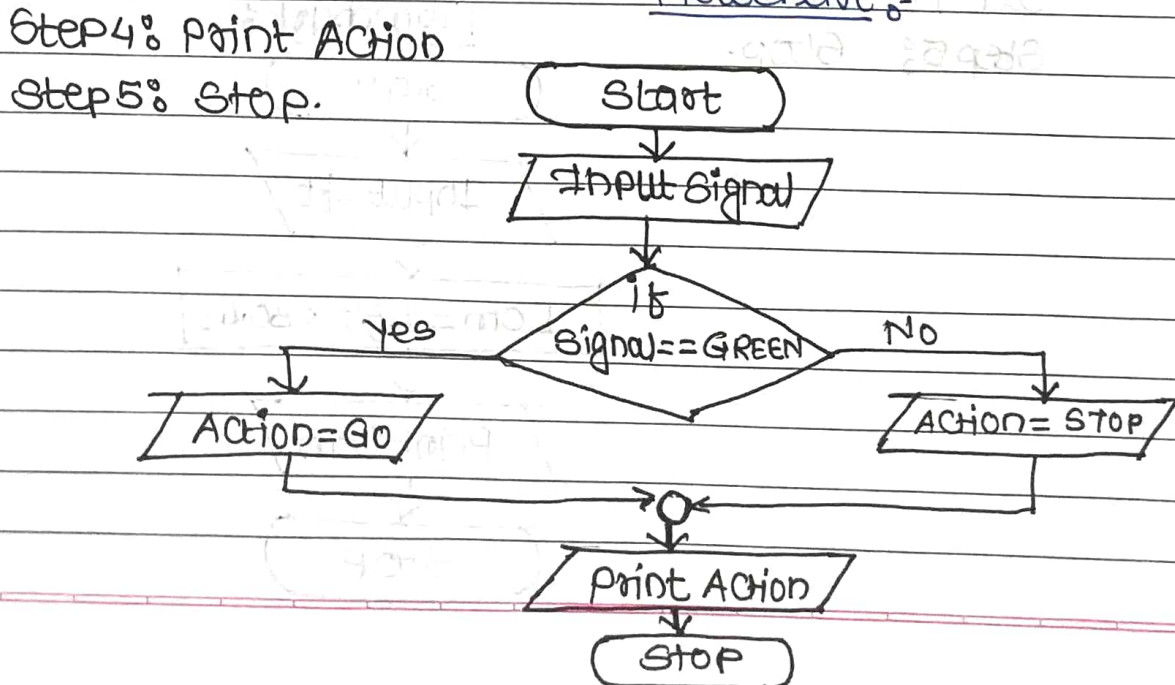 Flowchart:
Step4: Print Action
Step5: Stop.
Start
Input Signal
if
Signal==GREEN
Yes
No
Action=GO
Action= STOP
Print Action
Stop